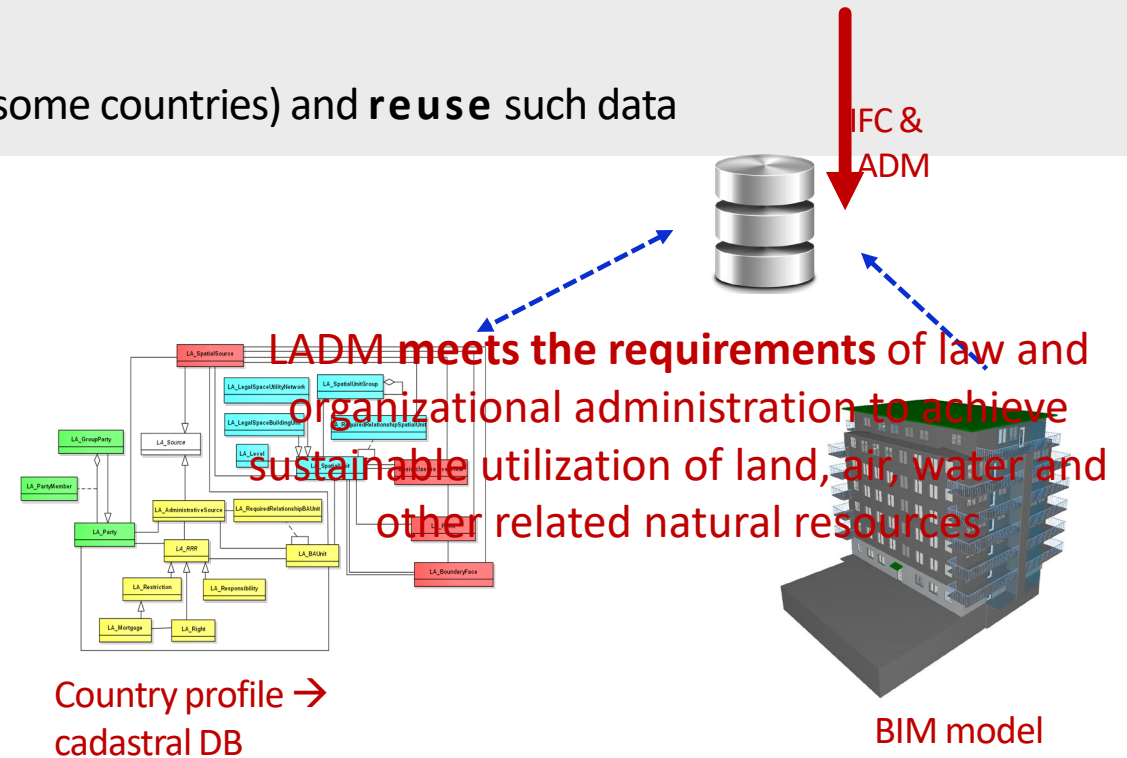 some countries) and reuse such data
IFC &
LADM
LADM meets the requirements of law and
organizational administration to achieve
sustainable utilization of land, air, water and
other related natural resources
LA_SpatialSource
LA_LegalSpaceUtilityNetwork
LA_SpatialUnitGroup
LA_GroupParty
LA_Source
LA_LegalSpaceBuildingUnit
LA_RequiredRelationshipSpatialUnit
LA_Level
LA_SpatialUnit
LA_PartyMember
LA_AdministrativeSource
LA_RequiredRelationshipBAUnit
LA_Party
LA_RRR
LA_BAUnit
LA_BoundaryFace
LA_Restriction
LA_Responsibility
LA_Mortgage
LA_Right
Country profile →
cadastral DB
BIM model